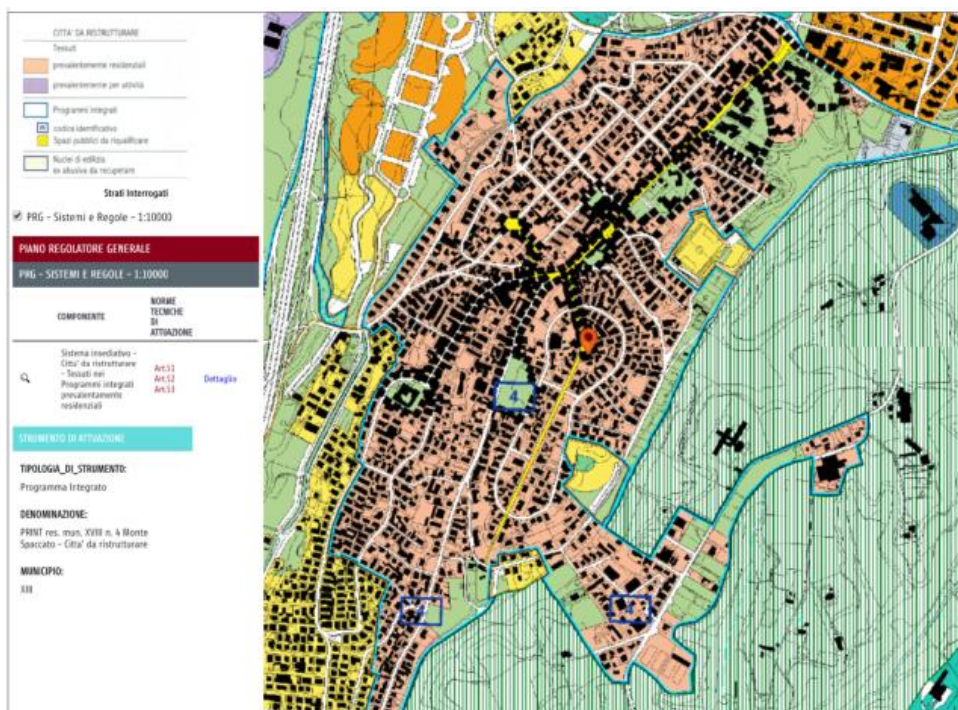 CITTA' DA RISTRUTTURARE
Tessuti
prevalentemente residenziali
prevalentemente per attività
Programmi integrati
codice identificativo
Spazi pubblici da riqualificare
Nuclei di edilizia
ex abusiva da recuperare
Strati Interrogati
PRG - Sistemi e Regole - 1:10000
PIANO REGOLATORE GENERALE
PRG - SISTEMI E REGOLE - 1:10000
COMPONENTE
NORME
TECNICHE
DI
ATTUAZIONE
Sistema insediativo -
Citta' da ristrutturare
- Tessuti nei
Programmi integrati
prevalentamente
residenziali
Art.51
Art.52
Art.53
Dettaglio
STRUMENTO DI ATTUAZIONE
TIPOLOGIA_DI_STRUMENTO:
Programma Integrato
DENOMINAZIONE:
PRINT res. mun. XVIII n. 4 Monte
Spaccato - Citta' da ristrutturare
MUNICIPIO:
XIII
4